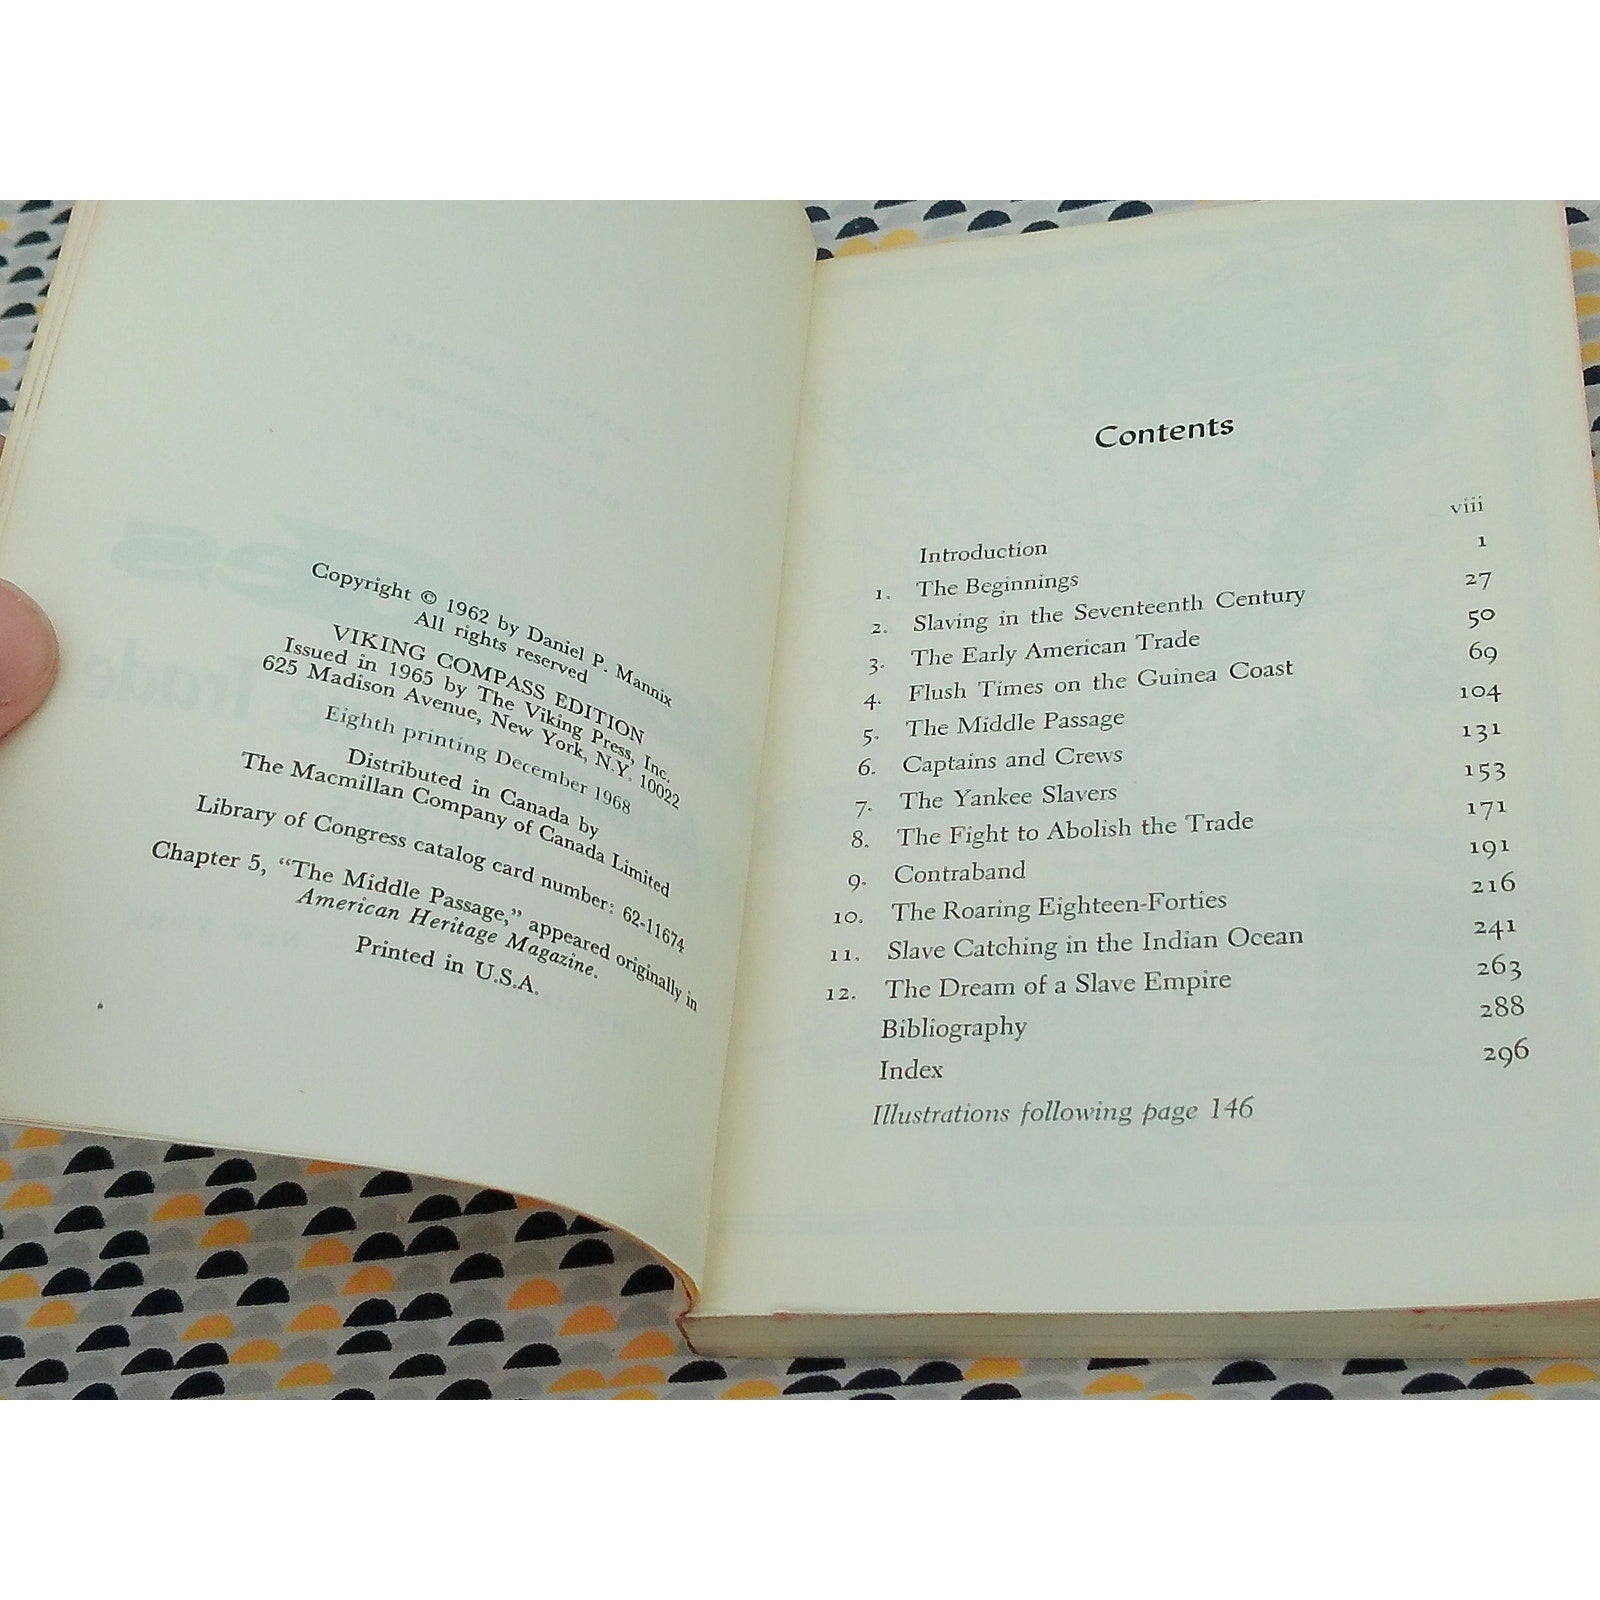 Copyright © 1962 by Daniel P. Mannix
All rights reserved
VIKING COMPASS EDITION
Issued in 1965 by The Viking Press, Inc.
625 Madison Avenue, New York, N.Y. 10022
Eighth printing December 1968
Distributed in Canada by
The Macmillan Company of Canada Limited
Library of Congress catalog card number: 62-11674
Chapter 5, “The Middle Passage,” appeared originally in
American Heritage Magazine.
Printed in U.S.A.
Contents
Introduction viii
1. The Beginnings 1
2. Slaving in the Seventeenth Century 27
3. The Early American Trade 50
4. Flush Times on the Guinea Coast 69
5. The Middle Passage 104
6. Captains and Crews 131
7. The Yankee Slavers 153
8. The Fight to Abolish the Trade 171
9. Contraband 191
10. The Roaring Eighteen-Forties 216
11. Slave Catching in the Indian Ocean 241
12. The Dream of a Slave Empire 263
Bibliography 288
Index 296
Illustrations following page 146